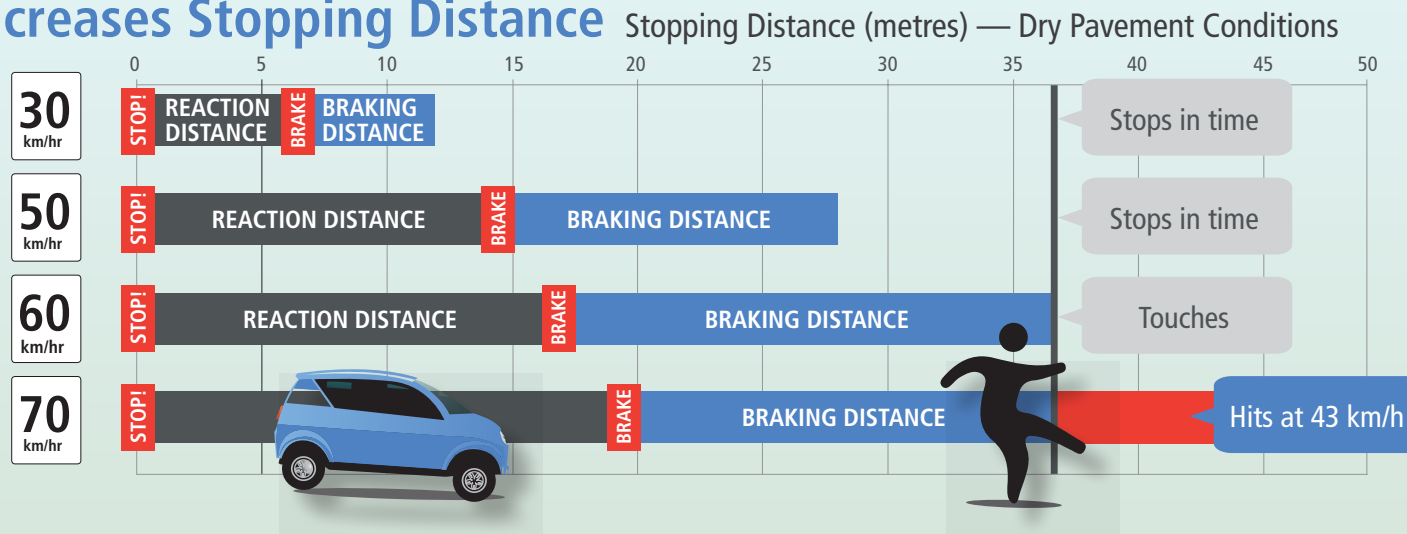 creases Stopping Distance Stopping Distance (metres) — Dry Pavement Conditions
0 5 10 15 20 25 30 35 40 45 50
30
km/hr
STOP!
REACTION
DISTANCE
BRAKE
BRAKING
DISTANCE
Stops in time
50
km/hr
STOP!
REACTION DISTANCE
BRAKE
BRAKING DISTANCE
Stops in time
60
km/hr
STOP!
REACTION DISTANCE
BRAKE
BRAKING DISTANCE
Touches
70
km/hr
STOP!
BRAKE
BRAKING DISTANCE
Hits at 43 km/h